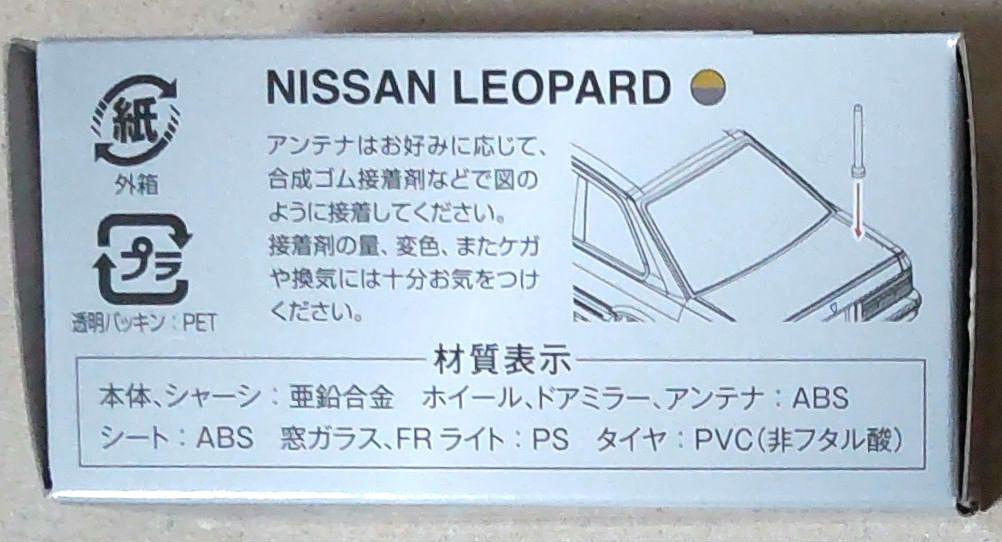 NISSAN LEOPARD
紙
外箱
プラ
透明パッキン：PET
アンテナはお好みに応じて、
合成ゴム接着剤などで図の
ように接着してください。
接着剤の量、変色、またケガ
や換気には十分お気をつけ
ください。
材質表示
本体、シャーシ：亜鉛合金　ホイール、ドアミラー、アンテナ：ABS
シート：ABS　窓ガラス、FRライト：PS　タイヤ：PVC(非フタル酸)